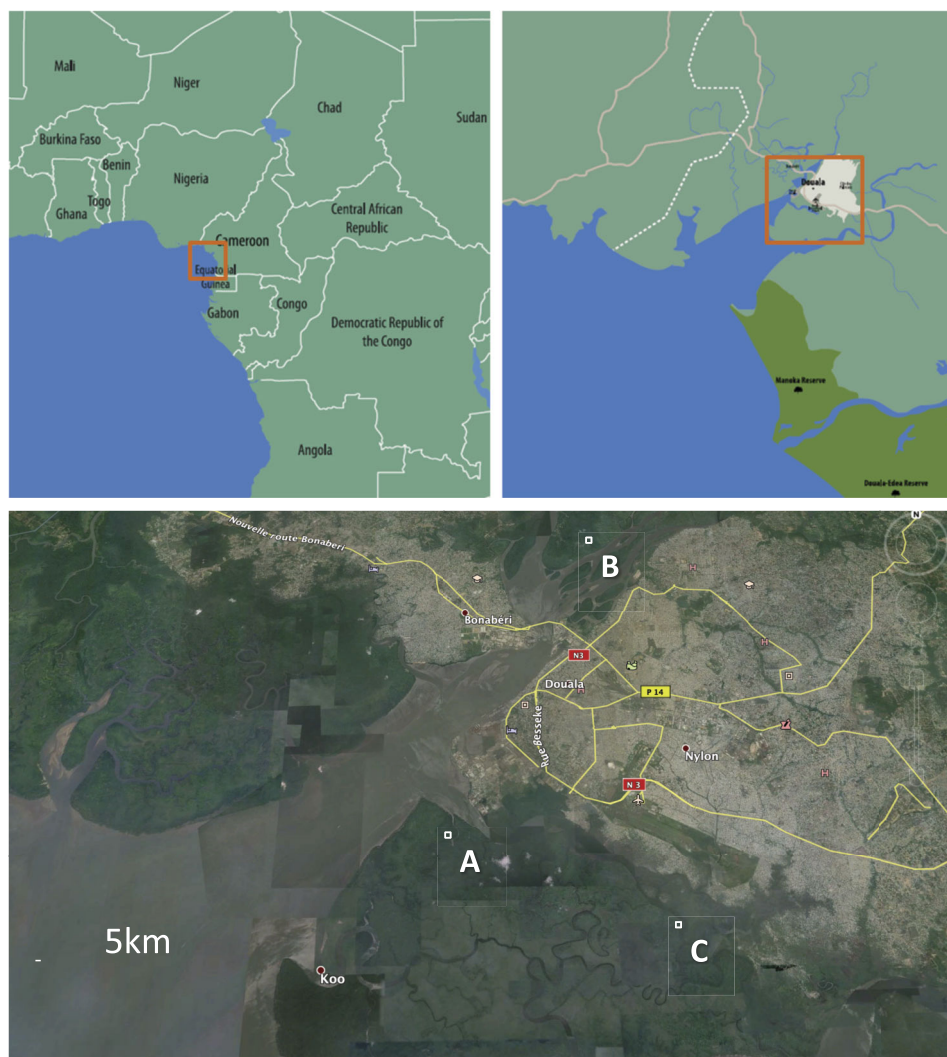 Mali
Niger
Chad
Sudan
Burkina Faso
Benin
Nigeria
Togo
Ghana
Central African
Republic
Cameroon
Equatorial
Guinea
Gabon
Congo
Democratic Republic of
the Congo
Angola
Douala
Manoka Reserve
Douala-Edea Reserve
Nouvelle route Bonaberi
N
B
Bonabéri
N3
Douala
P 14
Rue Besseke
Nylon
N 3
A
5km
C
Koo